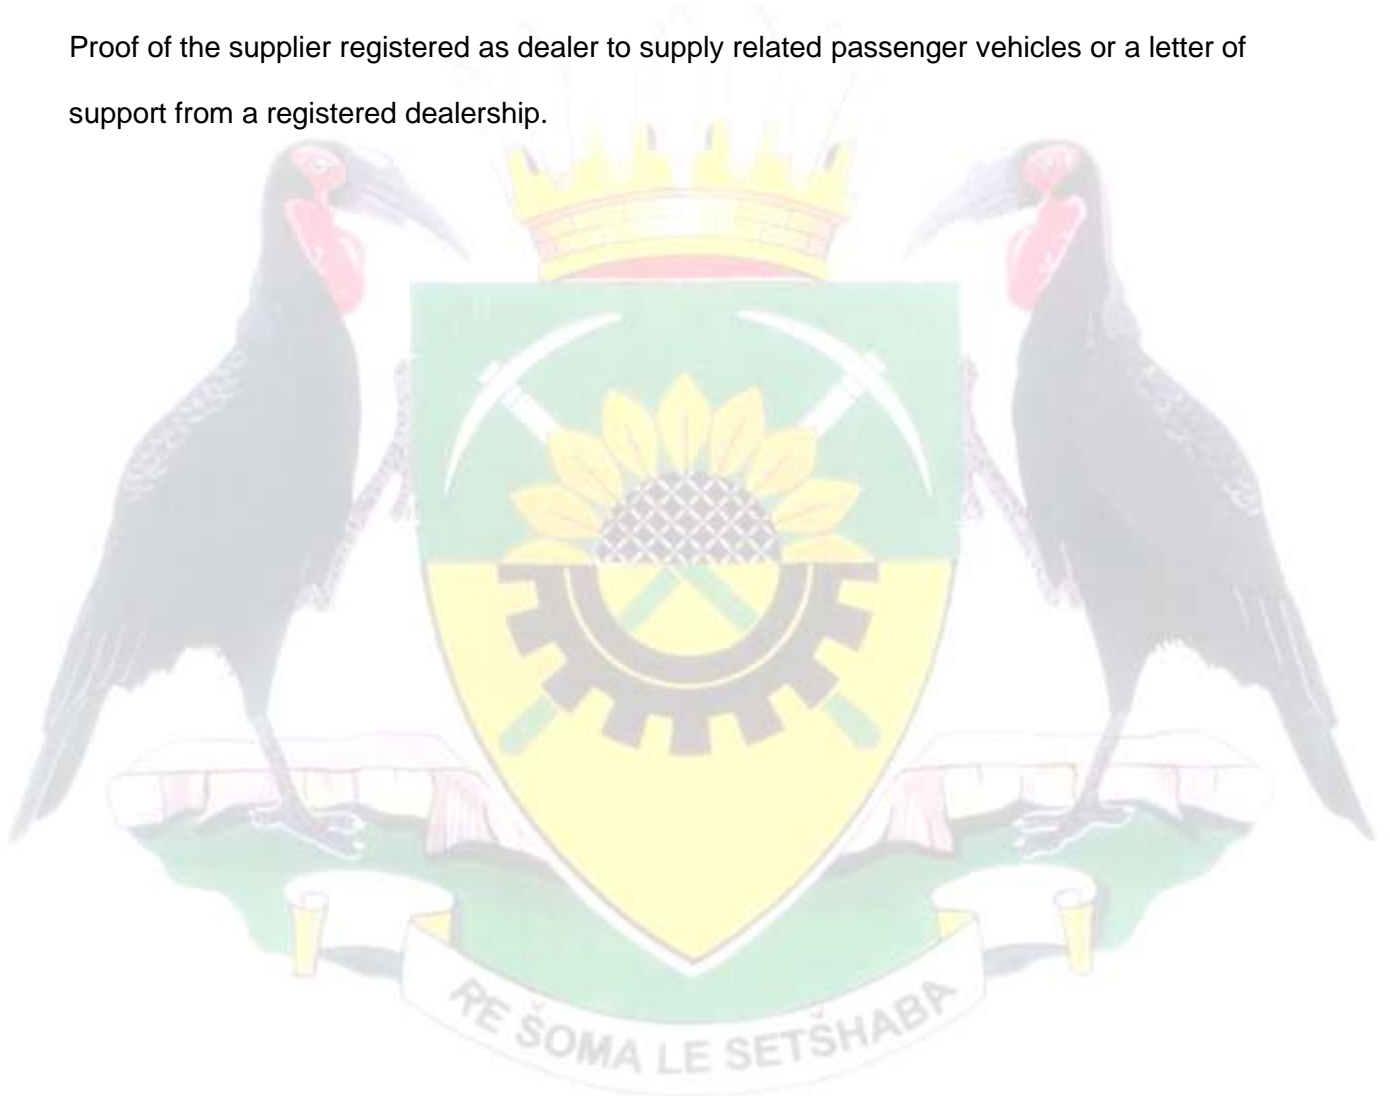 Proof of the supplier registered as dealer to supply related passenger vehicles or a letter of
support from a registered dealership.
RE ŠOMA LE SETŠHABA